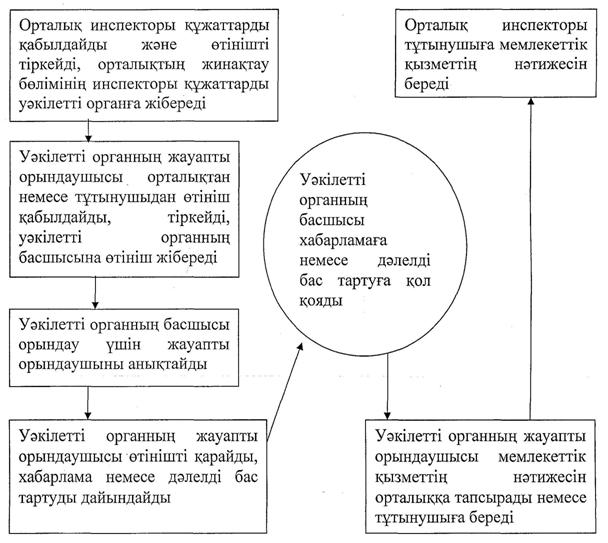 Орталық инспекторы құжаттарды
қабылдайды және өтінішті
тіркейді, орталықтың жинақтау
бөлімінің инспекторы құжаттарды
уәкілетті органға жібереді
Уәкілетті органның жауапты
орындаушысы орталықтан
немесе тұтынушыдан өтініш
қабылдайды, тіркейді,
уәкілетті органның
басшысына өтініш жібереді
Уәкілетті органның басшысы
орындау үшін жауапты
орындаушыны анықтайды
Уәкілетті органның жауапты
орындаушысы өтінішті қарайды,
хабарлама немесе дәлелді бас
тартуды дайындайды
Уәкілетті
органның
басшысы
хабарламаға
немесе дәлелді
бас тартуға қол
қояды
Уәкілетті органның жауапты
орындаушысы мемлекеттік
қызметтің нәтижесін
орталыққа тапсырады немесе
тұтынушыға береді
Орталық инспекторы
тұтынушыға мемлекеттік
қызметтің нәтижесін
береді